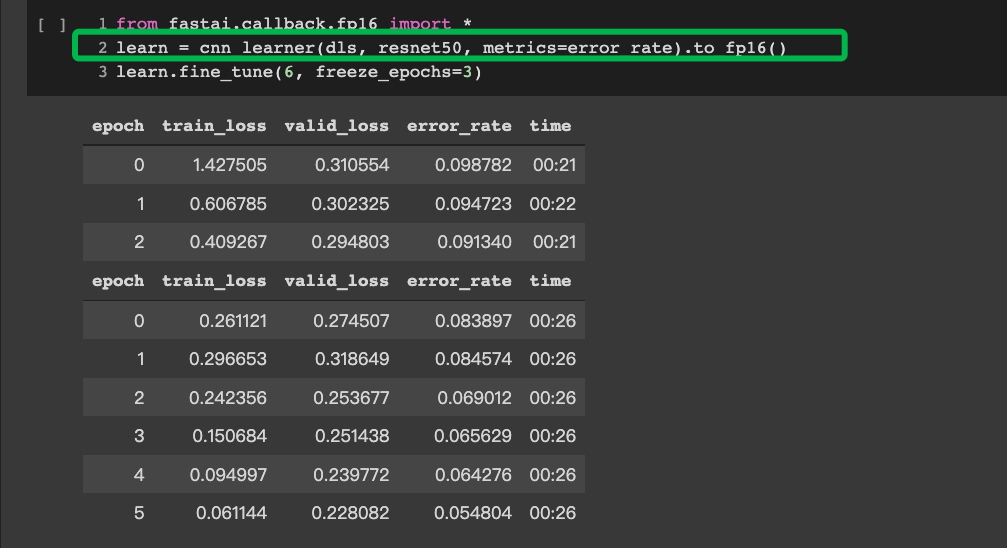 [ ] 1 from fastai.callback.fp16 import *
2 learn = cnn_learner(dls, resnet50, metrics=error_rate).to_fp16()
3 learn.fine_tune(6, freeze_epochs=3)
epoch train_loss valid_loss error_rate time
0 1.427505 0.310554 0.098782 00:21
1 0.606785 0.302325 0.094723 00:22
2 0.409267 0.294803 0.091340 00:21
epoch train_loss valid_loss error_rate time
0 0.261121 0.274507 0.083897 00:26
1 0.296653 0.318649 0.084574 00:26
2 0.242356 0.253677 0.069012 00:26
3 0.150684 0.251438 0.065629 00:26
4 0.094997 0.239772 0.064276 00:26
5 0.061144 0.228082 0.054804 00:26